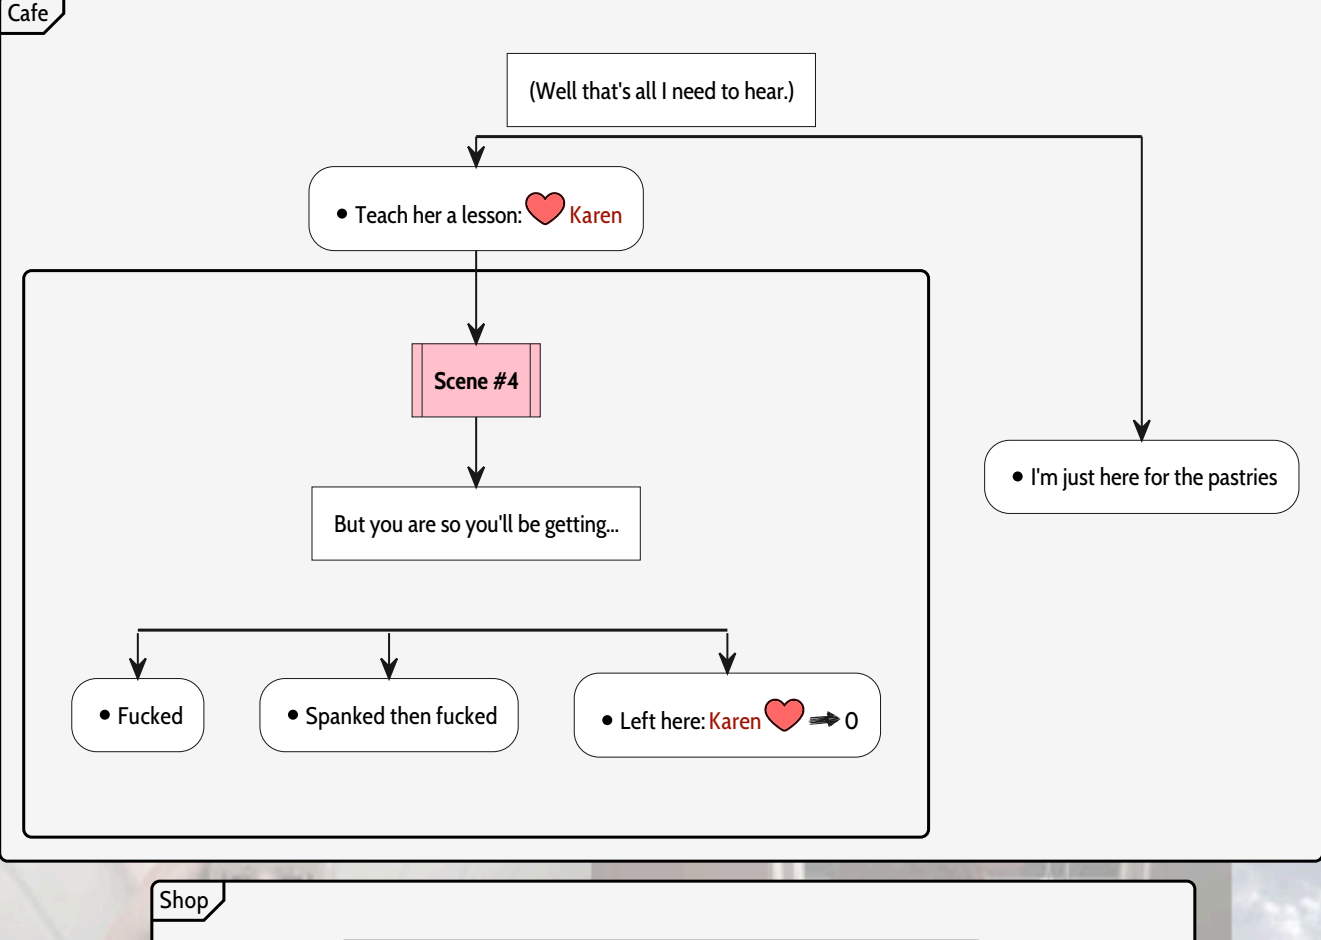 Cafe
(Well that's all I need to hear.)
• Teach her a lesson: Karen
Scene #4
But you are so you'll be getting...
• I'm just here for the pastries
• Fucked
• Spanked then fucked
• Left here: Karen 0
Shop